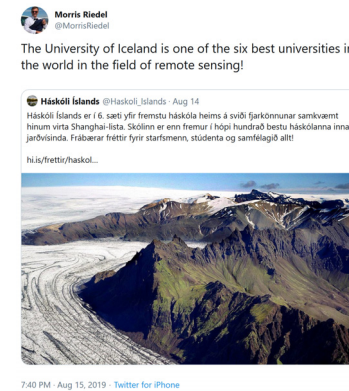 Morris Riedel
@MorrisRiedel
The University of Iceland is one of the six best universities in
the world in the field of remote sensing!
Háskóli Íslands @Haskoli_Islands · Aug 14
Háskóli Íslands er í 6. sæti yfir fremstu háskóla heims á sviði fjarkönnunar samkvæmt
hinum virta Shanghai-lista. Skólinn er enn fremur í hópi hundrað bestu háskólanna inna
jarðvísinda. Frábærar fréttir fyrir starfsmenn, stúdenta og samfélagið allt!
hi.is/frettir/haskol...
7:40 PM · Aug 15, 2019 · Twitter for iPhone